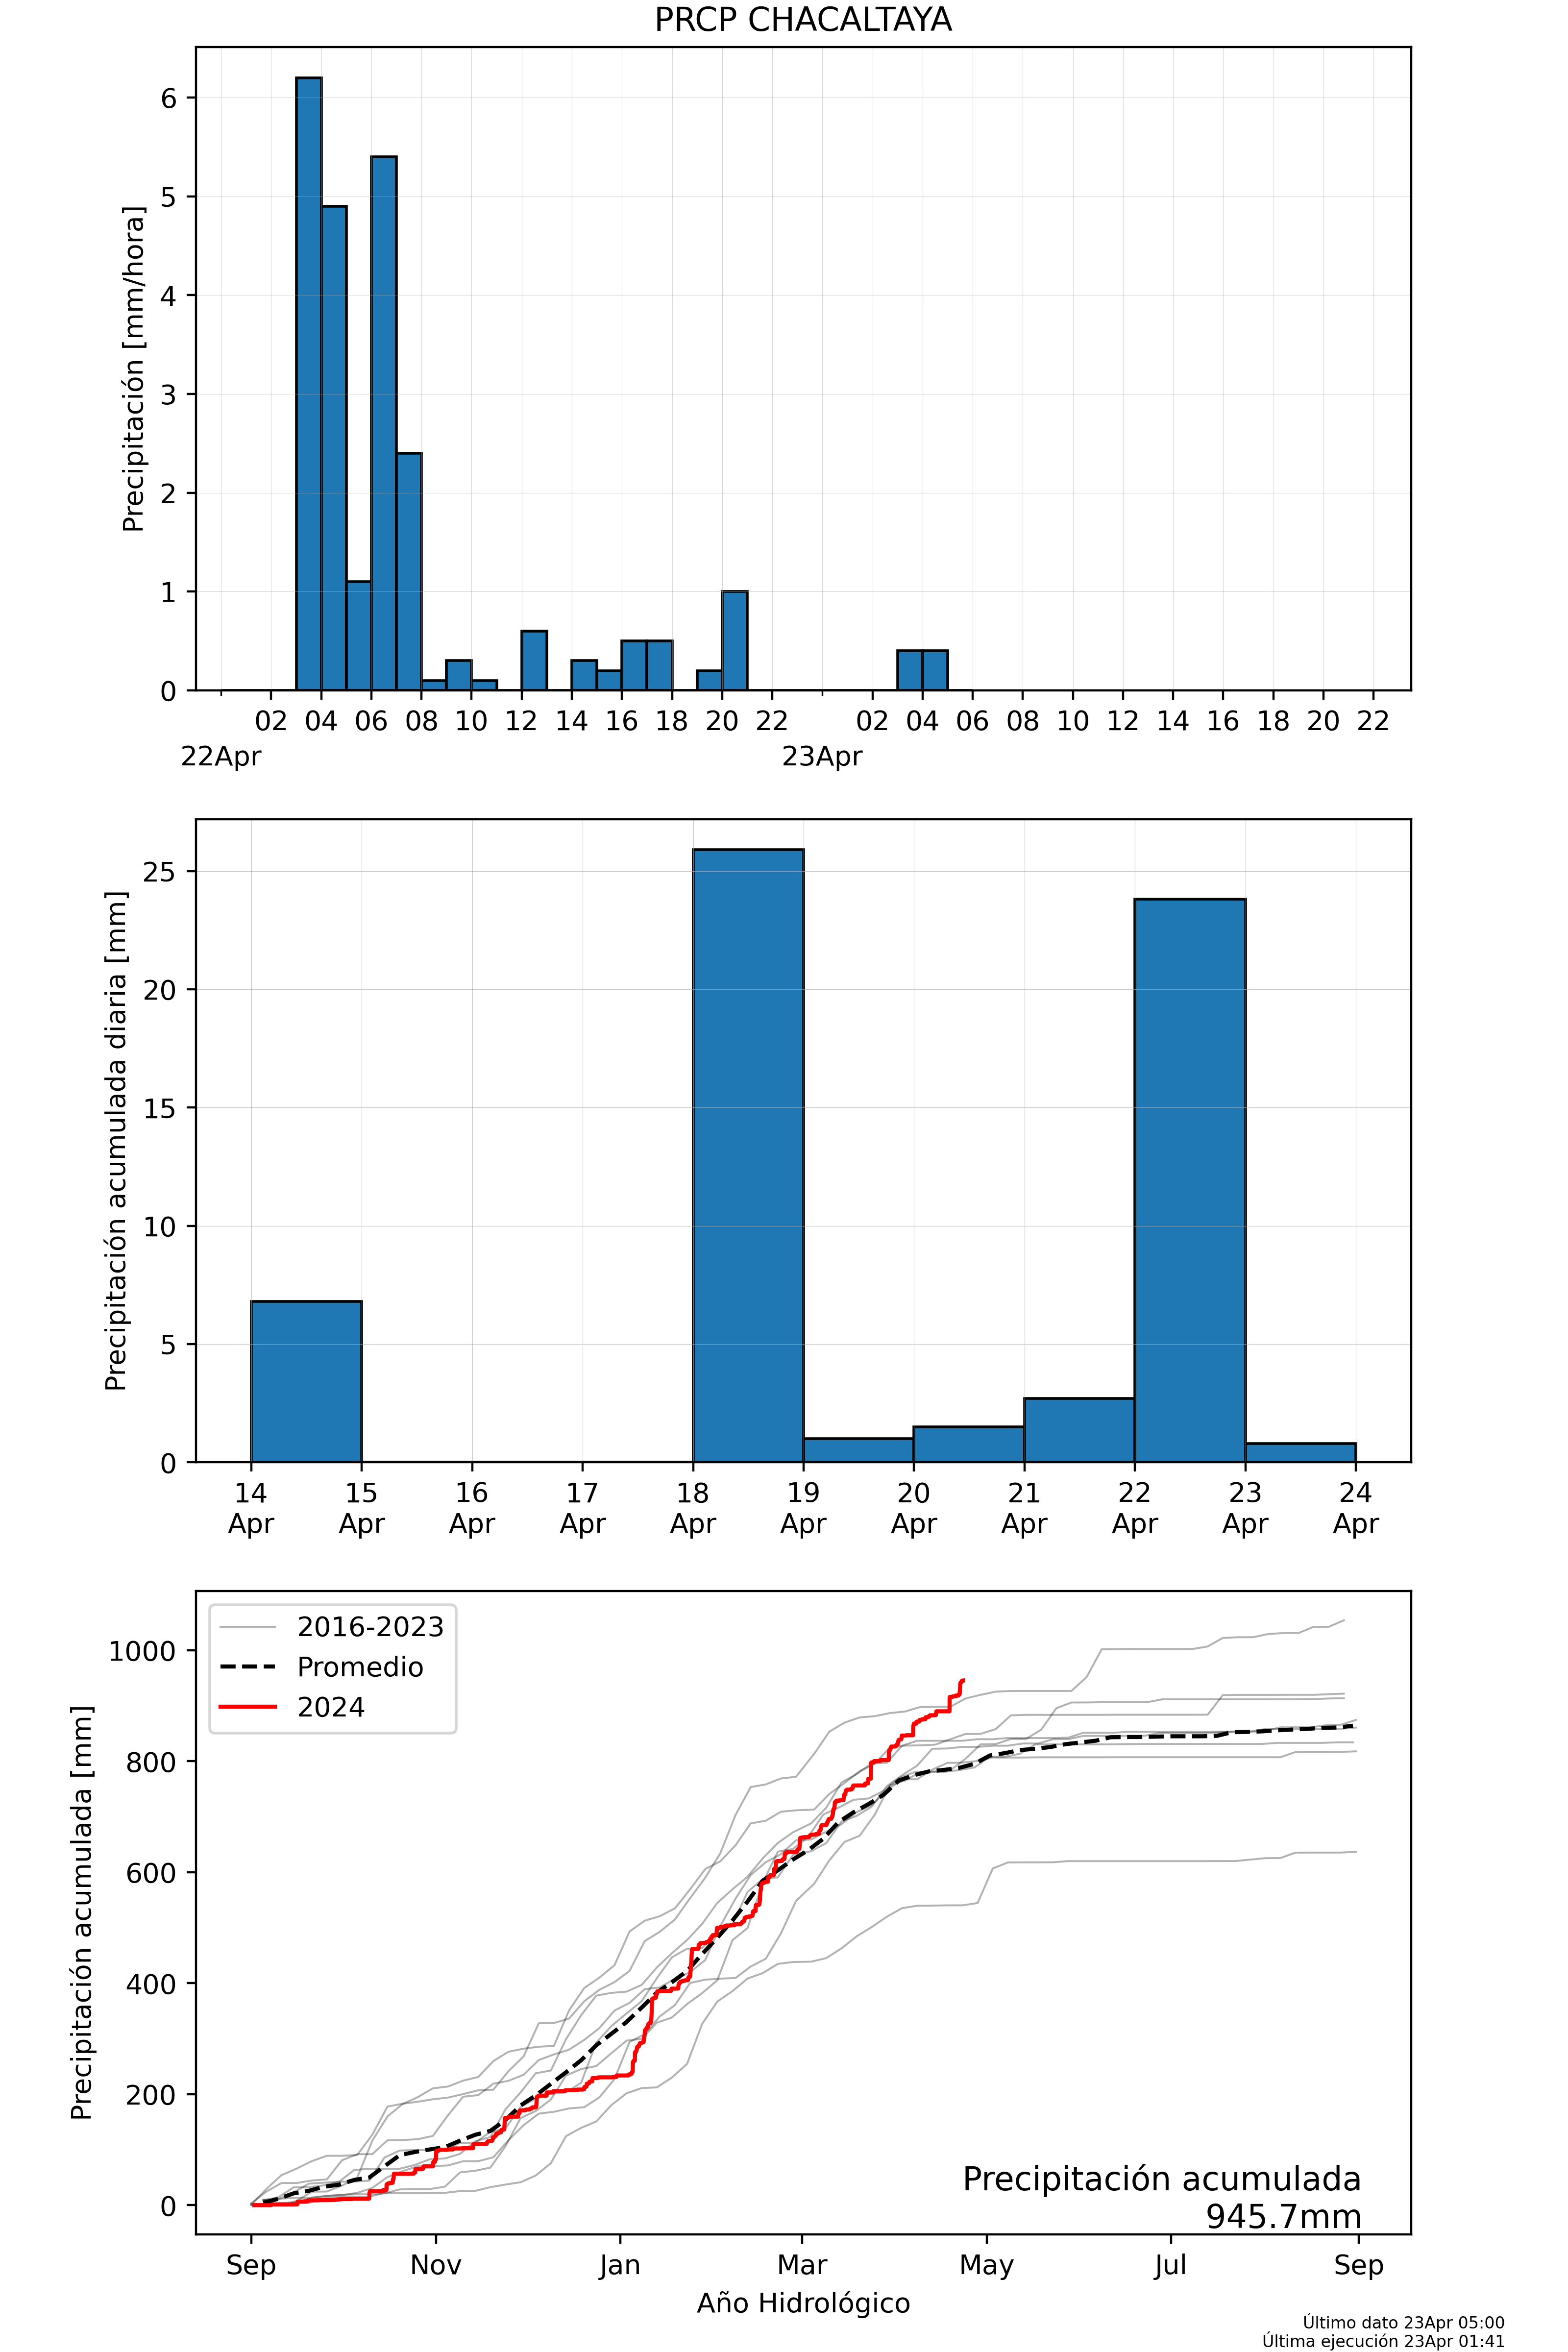 PRCP CHACALTAYA
Precipitación [mm/hora]
6
5
4
3
2
1
0
02 04 06 08 10 12 14 16 18 20 22 02 04 06 08 10 12 14 16 18 20 22
22Apr 23Apr
Precipitación acumulada diaria [mm]
25
20
15
10
5
0
14 15 16 17 18 19 20 21 22 23 24
Apr Apr Apr Apr Apr Apr Apr Apr Apr Apr Apr
Precipitación acumulada [mm]
1000
800
600
400
200
0
2016-2023
Promedio
2024
Precipitación acumulada
945.7mm
Sep Nov Jan Mar May Jul Sep
Año Hidrológico
Último dato 23Apr 05:00
Última ejecución 23Apr 01:41